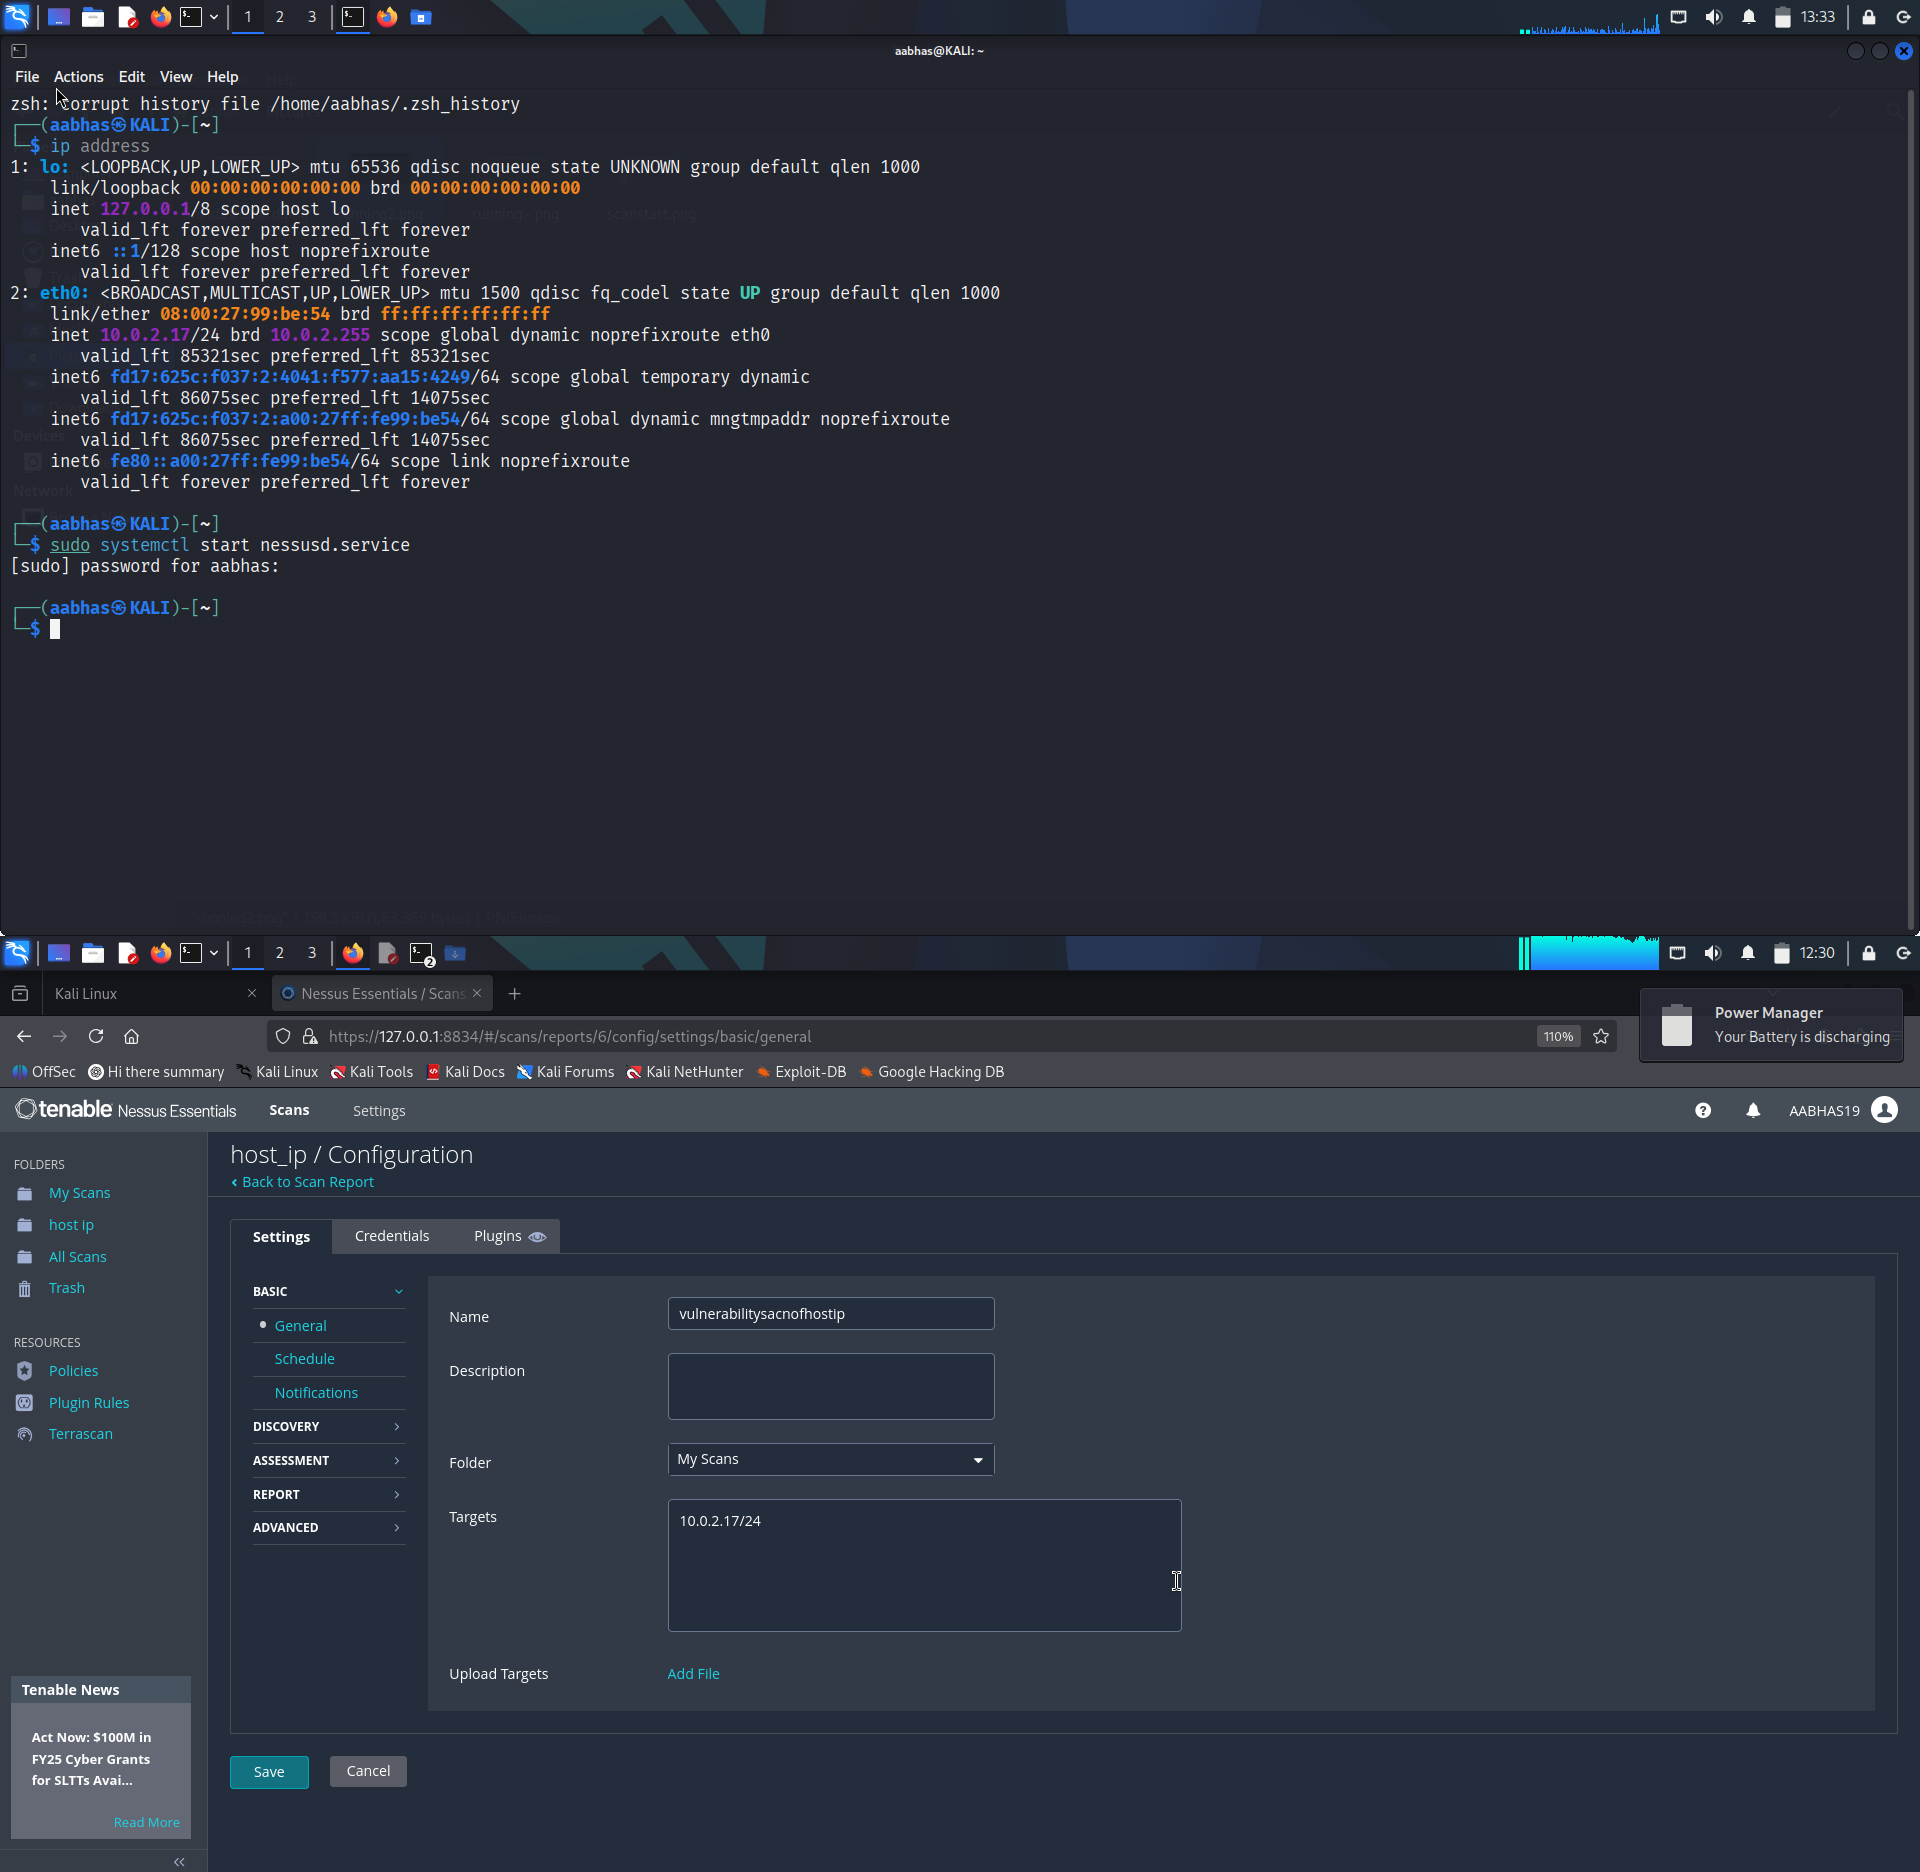 1 2 3 13:33
aabhas@KALI: ~
File Actions Edit View Help
zsh: corrupt history file /home/aabhas/.zsh_history
┌──(aabhas㉿KALI)-[~]
└─$ ip address
1: lo: <LOOPBACK,UP,LOWER_UP> mtu 65536 qdisc noqueue state UNKNOWN group default qlen 1000
link/loopback 00:00:00:00:00:00 brd 00:00:00:00:00:00
inet 127.0.0.1/8 scope host lo
valid_lft forever preferred_lft forever
inet6 ::1/128 scope host noprefixroute
valid_lft forever preferred_lft forever
2: eth0: <BROADCAST,MULTICAST,UP,LOWER_UP> mtu 1500 qdisc fq_codel state UP group default qlen 1000
link/ether 08:00:27:99:be:54 brd ff:ff:ff:ff:ff:ff
inet 10.0.2.17/24 brd 10.0.2.255 scope global dynamic noprefixroute eth0
valid_lft 85321sec preferred_lft 85321sec
inet6 fd17:625c:f037:2:4041:f577:aa15:4249/64 scope global temporary dynamic
valid_lft 86075sec preferred_lft 14075sec
inet6 fd17:625c:f037:2:a00:27ff:fe99:be54/64 scope global dynamic mngtmpaddr noprefixroute
valid_lft 86075sec preferred_lft 14075sec
inet6 fe80::a00:27ff:fe99:be54/64 scope link noprefixroute
valid_lft forever preferred_lft forever
┌──(aabhas㉿KALI)-[~]
└─$ sudo systemctl start nessusd.service
[sudo] password for aabhas:
┌──(aabhas㉿KALI)-[~]
└─$
1 2 3 2 12:30
Kali Linux × Nessus Essentials / Scans × +
Power Manager
Your Battery is discharging
https://127.0.0.1:8834/#/scans/reports/6/config/settings/basic/general 110%
OffSec Hi there summary Kali Linux Kali Tools Kali Docs Kali Forums Kali NetHunter Exploit-DB Google Hacking DB
tenable Nessus Essentials Scans Settings AABHAS19
host_ip / Configuration
‹ Back to Scan Report
FOLDERS
My Scans
host ip
All Scans
Trash
RESOURCES
Policies
Plugin Rules
Terrascan
Settings Credentials Plugins
BASIC
General
Schedule
Notifications
DISCOVERY
ASSESSMENT
REPORT
ADVANCED
Name vulnerabilitysacnofhostip
Description
Folder My Scans
Targets 10.0.2.17/24
Upload Targets Add File
Save Cancel
Tenable News
Act Now: $100M in
FY25 Cyber Grants
for SLTTs Avai...
Read More